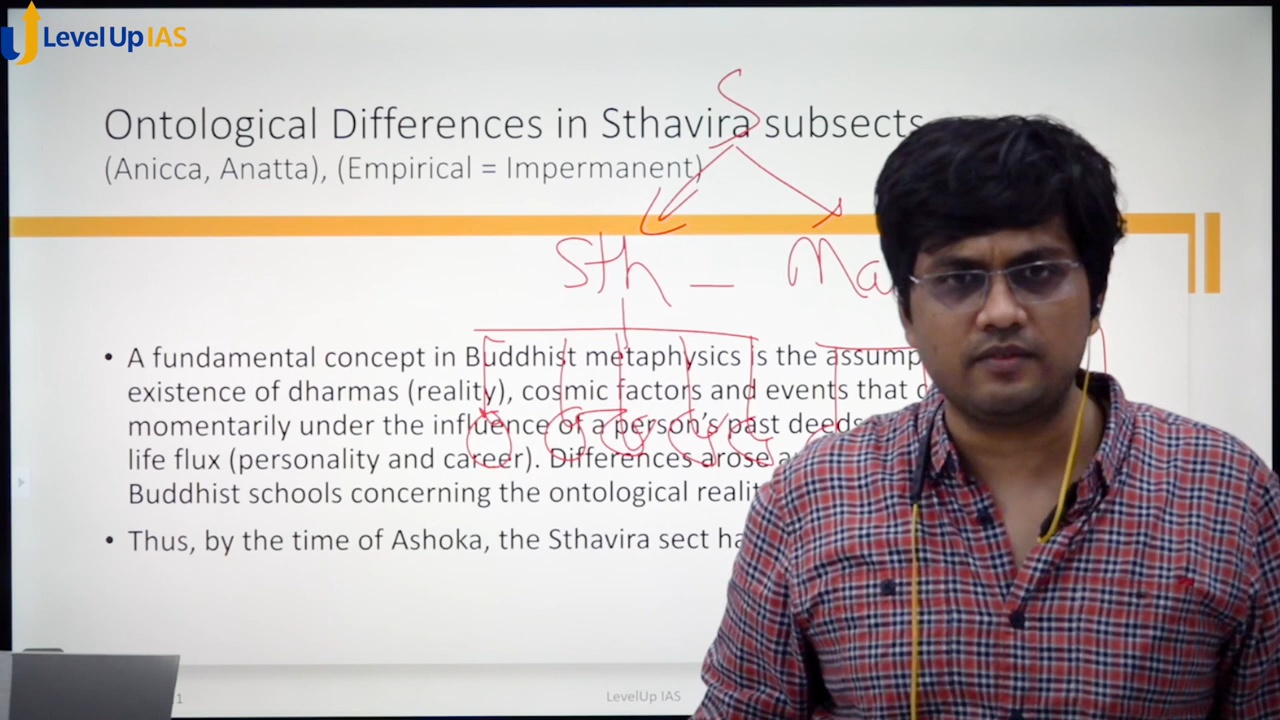 Level Up IAS
Ontological Differences in Sthavira subsects
(Anicca, Anatta), (Empirical = Impermanent)
S
Sth – Ma
• A fundamental concept in Buddhist metaphysics is the assump
existence of dharmas (reality), cosmic factors and events that
momentarily under the influence of a person's past deeds
life flux (personality and career). Differences arose
Buddhist schools concerning the ontological
• Thus, by the time of Ashoka, the Sthavira sect
LevelUp IAS